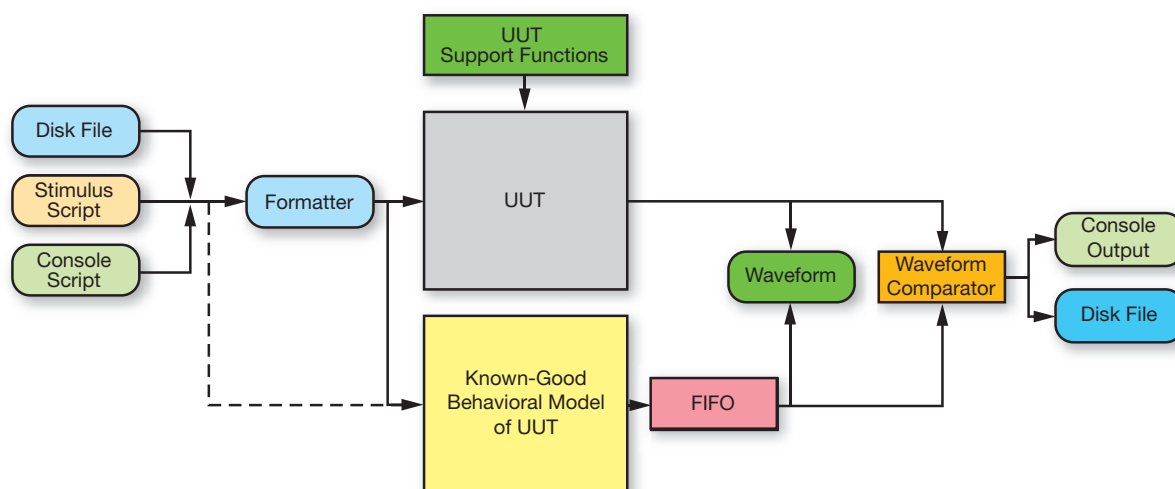 UUT
Support Functions
Disk File
Stimulus
Script
Console
Script
Formatter
UUT
Known-Good
Behavioral Model
of UUT
FIFO
Waveform
Waveform
Comparator
Console
Output
Disk File